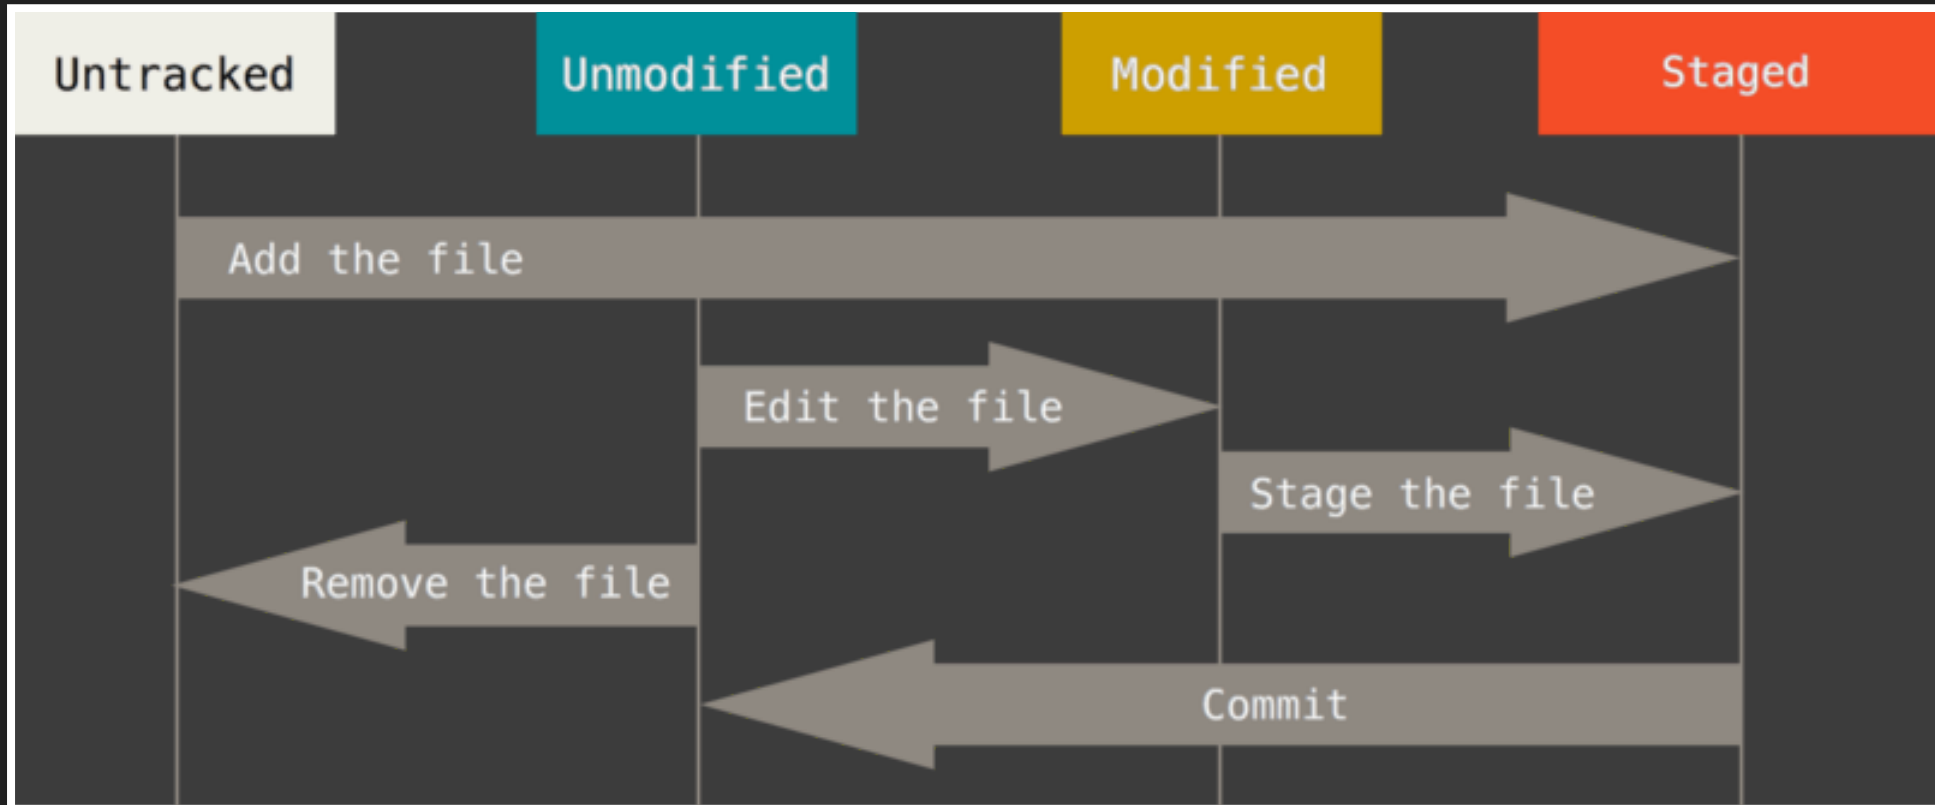 Untracked
Unmodified
Modified
Staged
Add the file
Edit the file
Stage the file
Remove the file
Commit